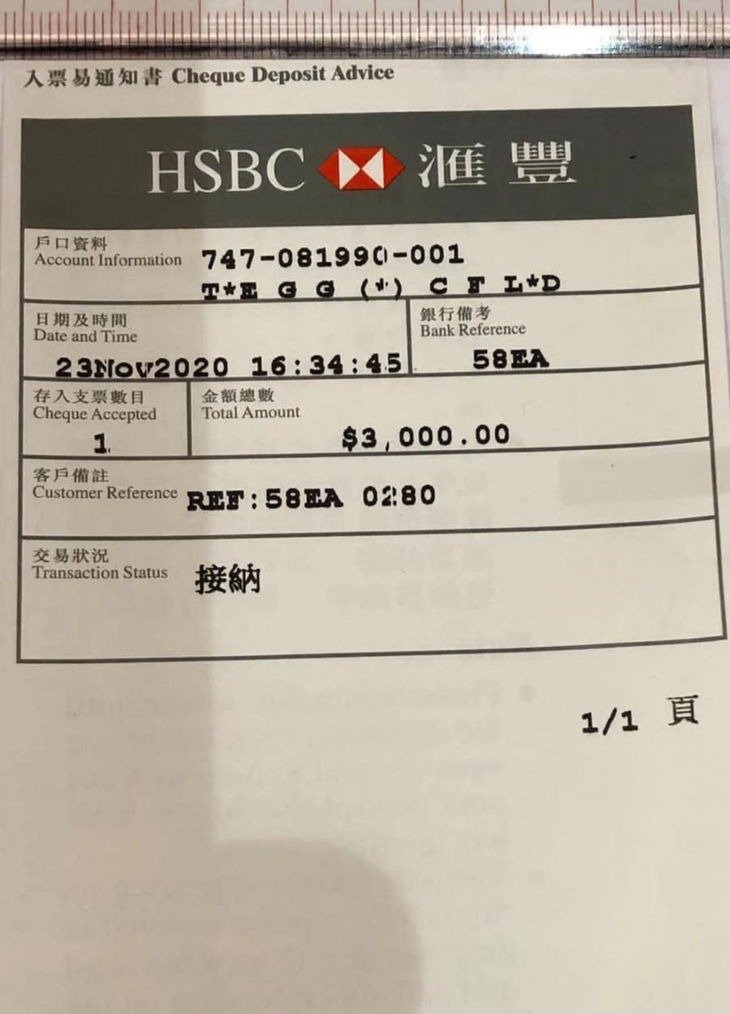 入票易通知書 Cheque Deposit Advice
HSBC 滙豐
戶口資料
Account Information 747-081990-001
T*E G G (*) C F L*D
日期及時間
Date and Time
23Nov2020 16:34:45
銀行備考
Bank Reference
58EA
存入支票數目
Cheque Accepted
1
金額總數
Total Amount
$3,000.00
客戶備註
Customer Reference REF:58EA 0280
交易狀況
Transaction Status 接納
1/1 頁